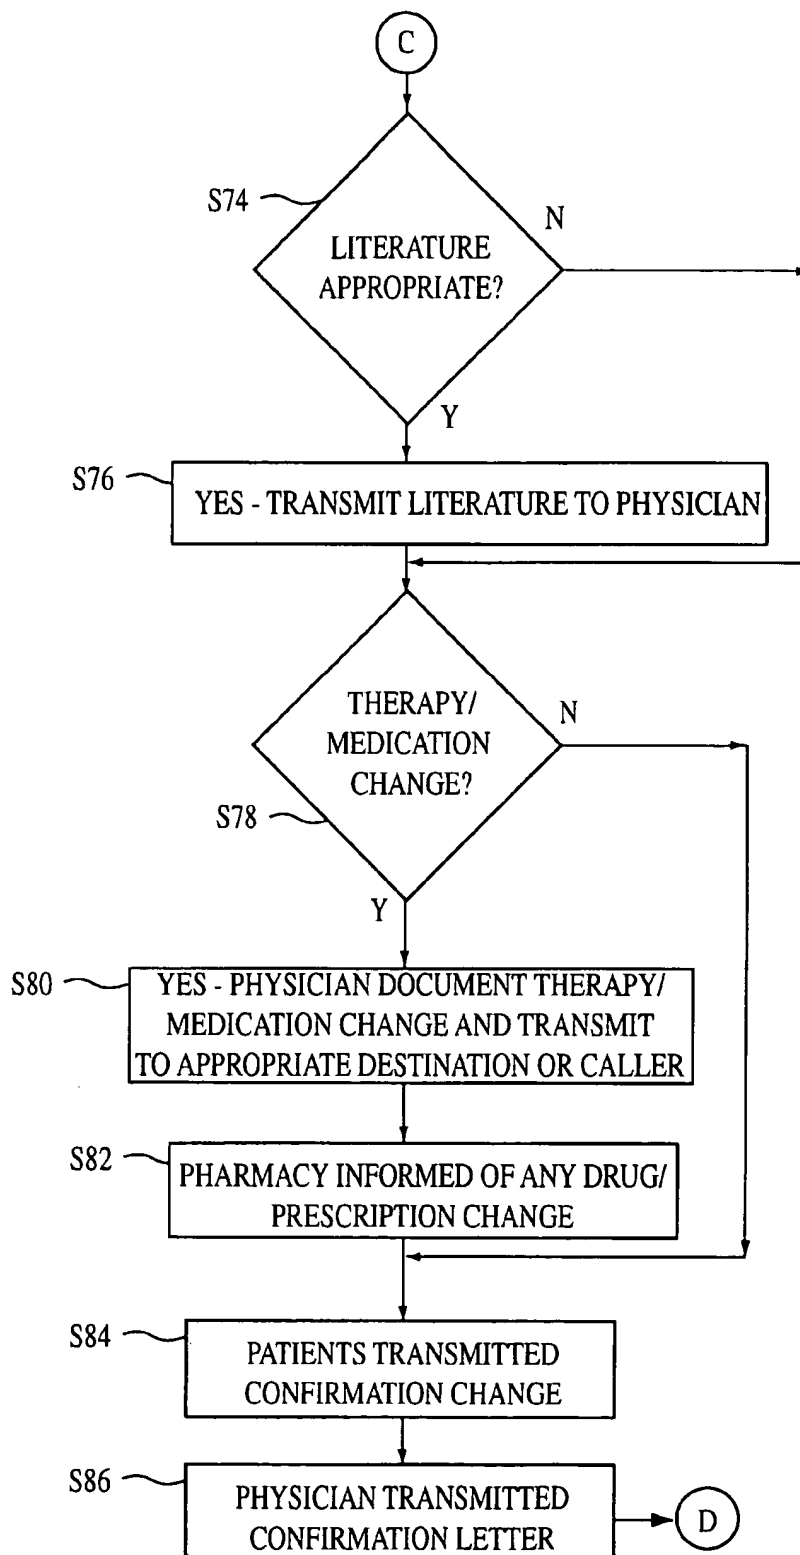 C
S74
N
LITERATURE
APPROPRIATE?
Y
S76
YES - TRANSMIT LITERATURE TO PHYSICIAN
THERAPY/
MEDICATION
CHANGE?
N
S78
Y
S80
YES - PHYSICIAN DOCUMENT THERAPY/
MEDICATION CHANGE AND TRANSMIT
TO APPROPRIATE DESTINATION OR CALLER
S82
PHARMACY INFORMED OF ANY DRUG/
PRESCRIPTION CHANGE
S84
PATIENTS TRANSMITTED
CONFIRMATION CHANGE
S86
PHYSICIAN TRANSMITTED
CONFIRMATION LETTER
D